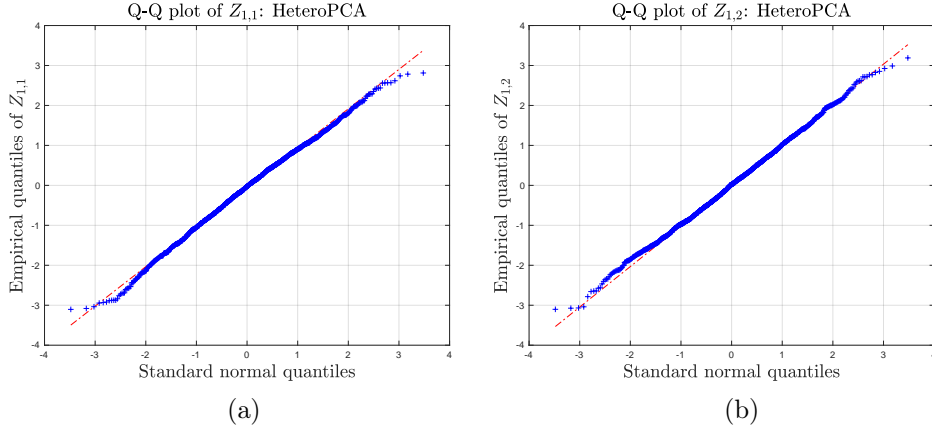 Q-Q plot of Z1,1: HeteroPCA
Empirical quantiles of Z1,1
4
3
2
1
0
-1
-2
-3
-4
-4 -3 -2 -1 0 1 2 3 4
Standard normal quantiles
(a)
Q-Q plot of Z1,2: HeteroPCA
Empirical quantiles of Z1,2
4
3
2
1
0
-1
-2
-3
-4
-4 -3 -2 -1 0 1 2 3 4
Standard normal quantiles
(b)